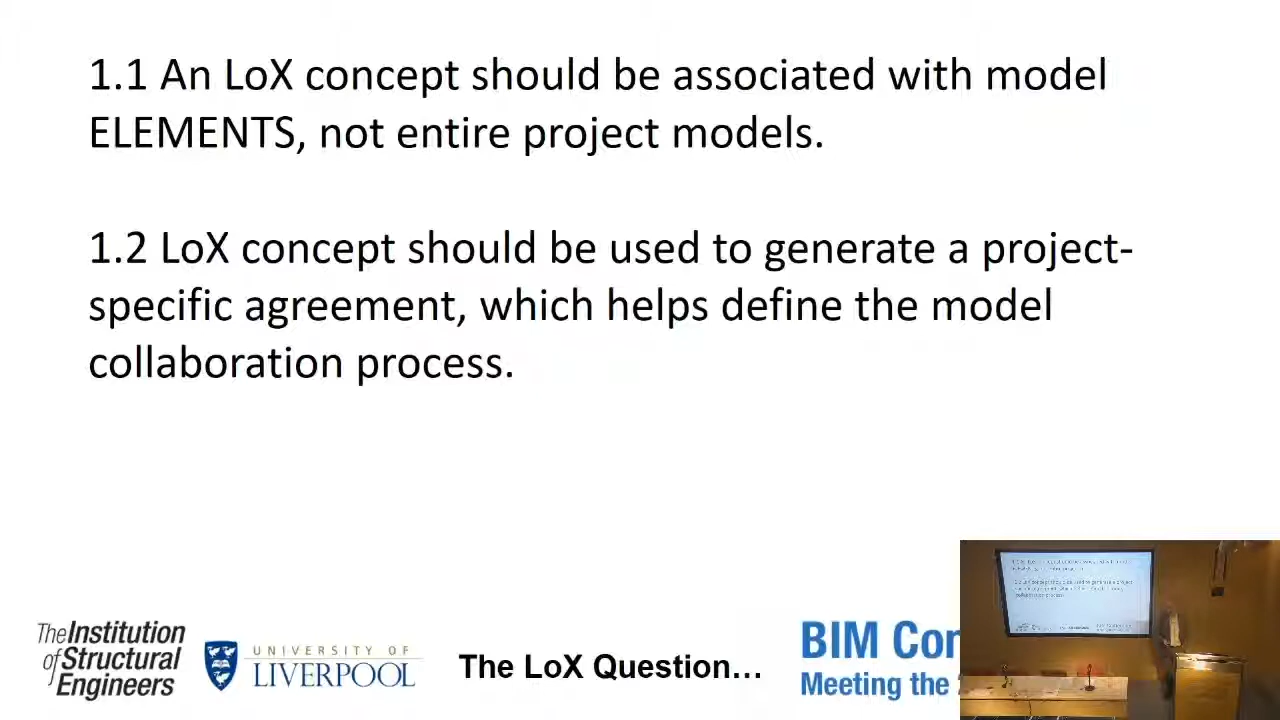 1.1 An LoX concept should be associated with model
ELEMENTS, not entire project models.
1.2 LoX concept should be used to generate a project-
specific agreement, which helps define the model
collaboration process.
The Institution
of Structural
Engineers
UNIVERSITY OF
LIVERPOOL
The LoX Question...
BIM Con
Meeting the